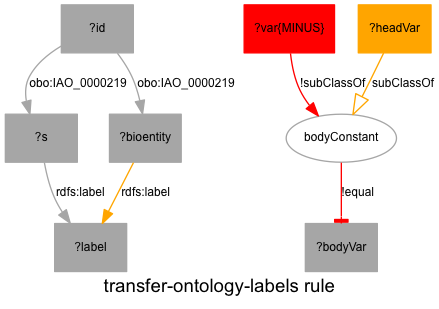 ?id
?var{MINUS}
?headVar
obo:IAO_0000219
obo:IAO_0000219
!subClassOf
subClassOf
?s
?bioentity
bodyConstant
rdfs:label
rdfs:label
!equal
?label
?bodyVar
transfer-ontology-labels rule